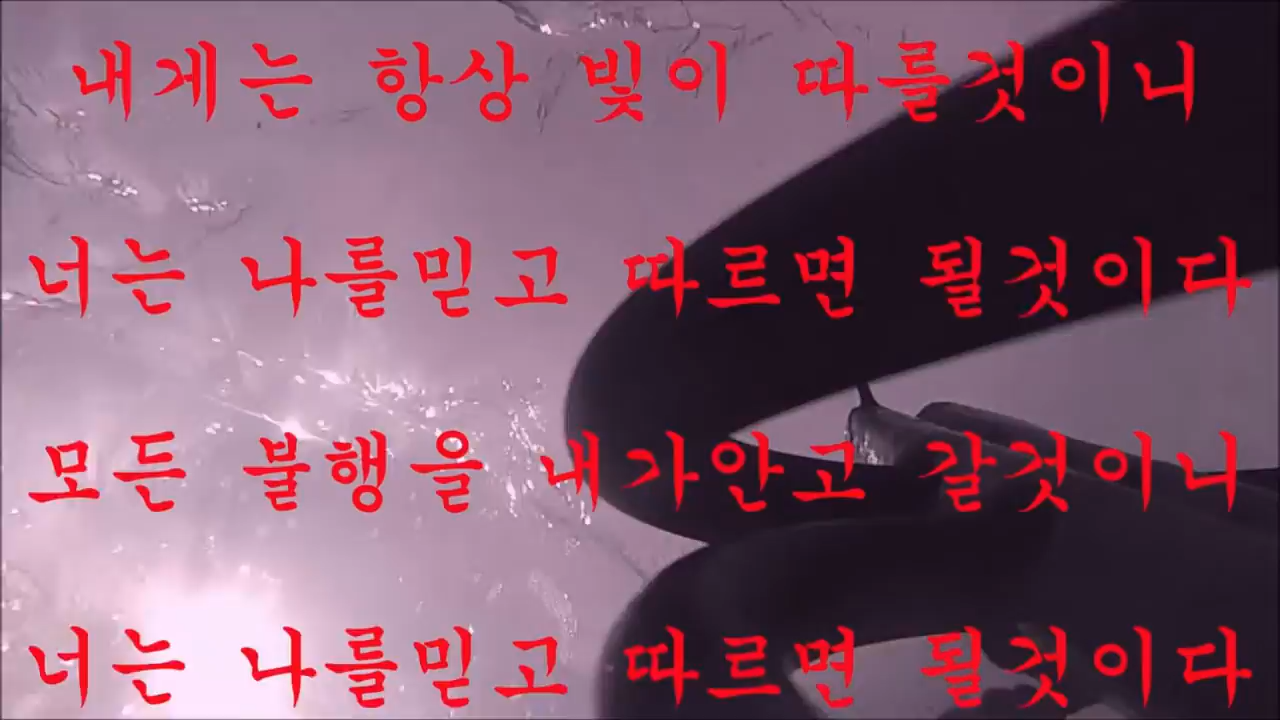 내게는 항상 빛이 따를것이니
너는 나를믿고 따르면 될것이다
모든 불행을 내가안고 갈것이니
너는 나를믿고 따르면 될것이다